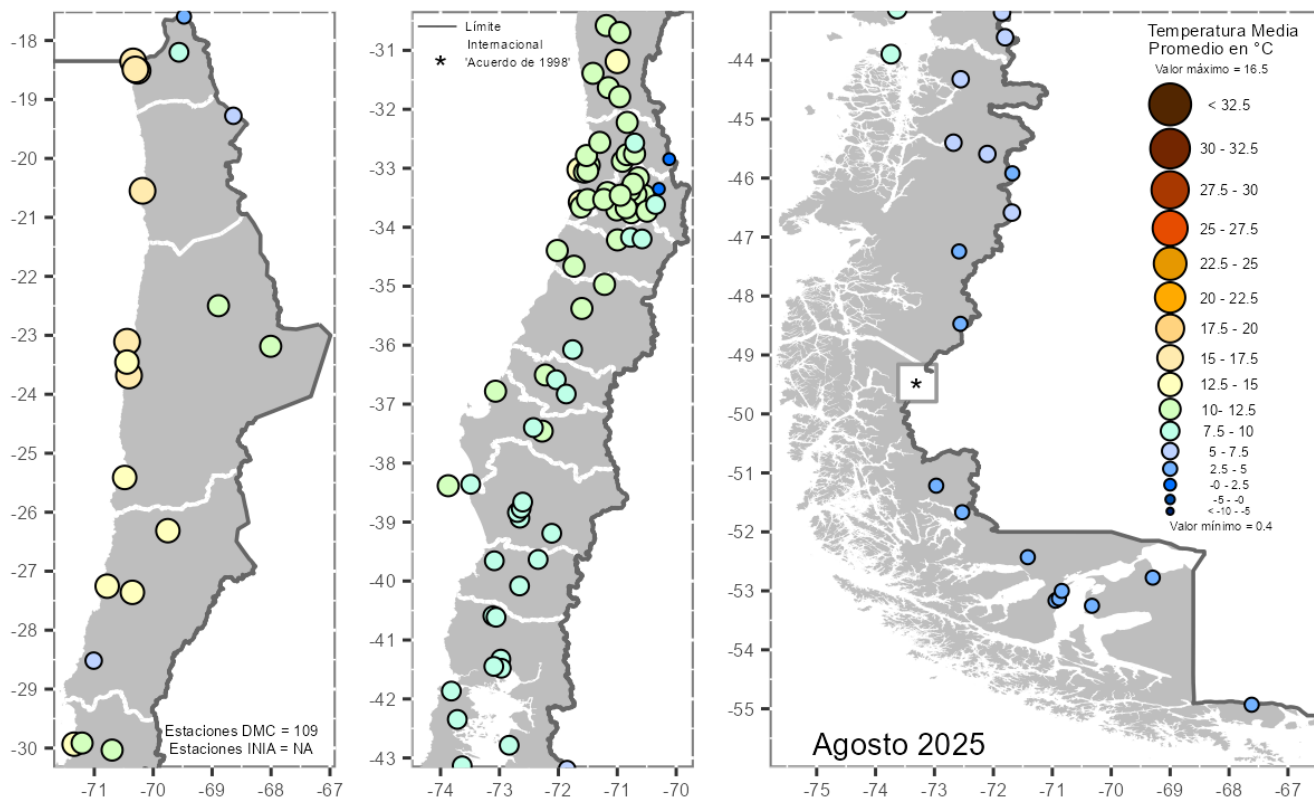 -18
-19
-20
-21
-22
-23
-24
-25
-26
-27
-28
-29
-30
-71 -70 -69 -68 -67
Estaciones DMC = 109
Estaciones INIA = NA
-31
-32
-33
-34
-35
-36
-37
-38
-39
-40
-41
-42
-43
-74 -73 -72 -71 -70
Límite
Internacional
* 'Acuerdo de 1998'
-44
-45
-46
-47
-48
-49
-50
-51
-52
-53
-54
-55
-75 -74 -73 -72 -71 -70 -69 -68 -67
*
Agosto 2025
Temperatura Media
Promedio en °C
Valor máximo = 16.5
< 32.5
30 - 32.5
27.5 - 30
25 - 27.5
22.5 - 25
20 - 22.5
17.5 - 20
15 - 17.5
12.5 - 15
10- 12.5
7.5 - 10
5 - 7.5
2.5 - 5
-0 - 2.5
-5 - -0
< -10 - -5
Valor mínimo = 0.4